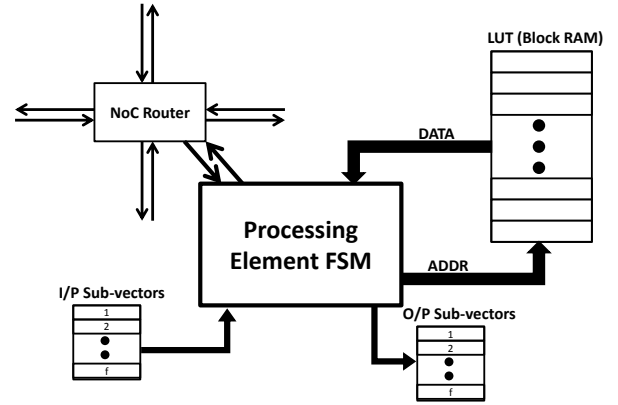 LUT (Block RAM)
NoC Router
DATA
Processing
Element FSM
ADDR
I/P Sub-vectors
1
2
f
O/P Sub-vectors
1
2
f